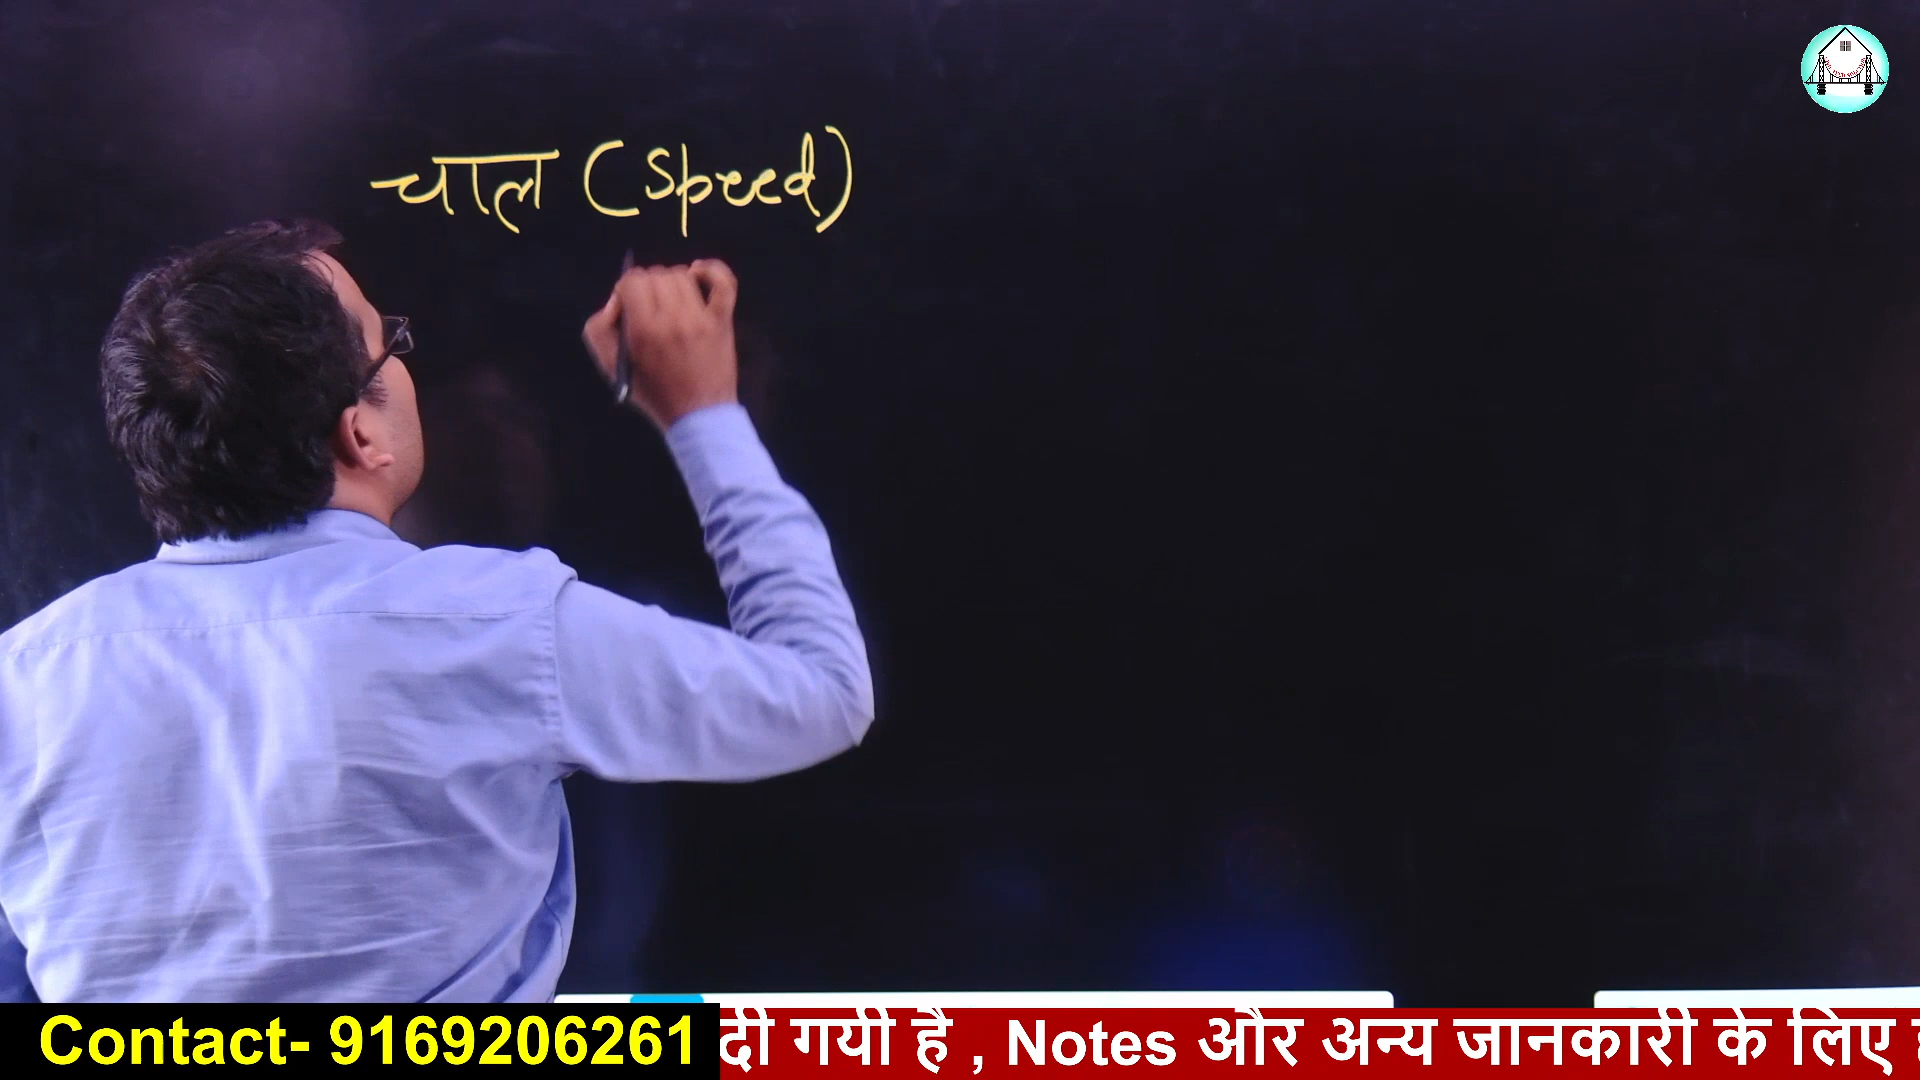 चाल (Speed)
Contact- 9169206261 दी गयी है , Notes और अन्य जानकारी के लिए